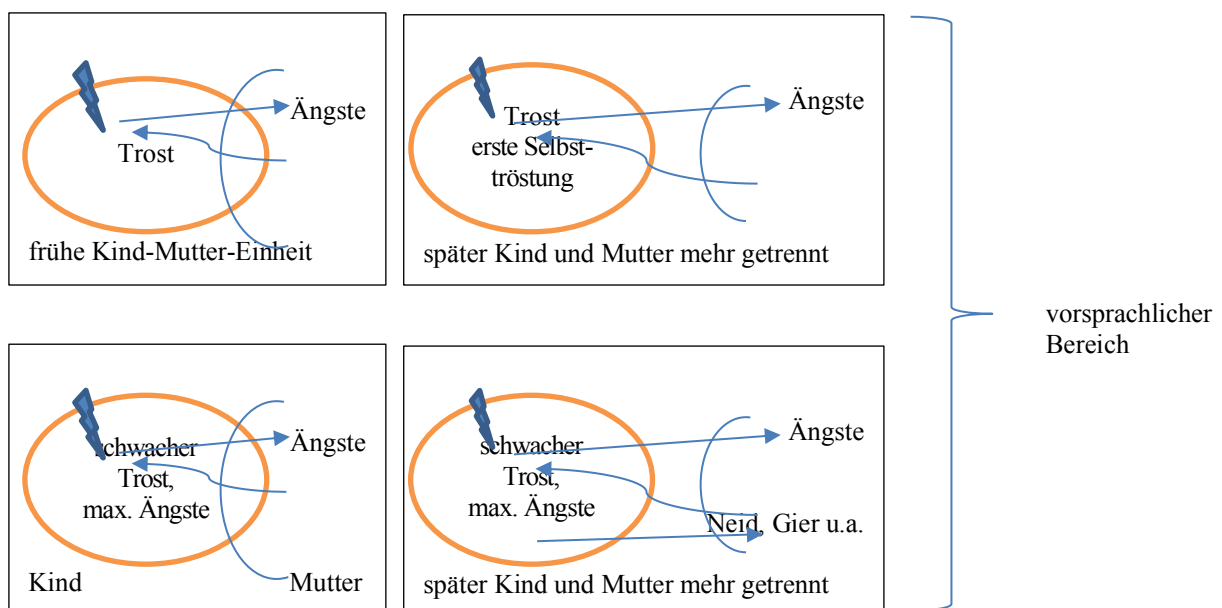 Ängste
Trost
frühe Kind-Mutter-Einheit
Ängste
Trost
erste Selbst-
tröstung
später Kind und Mutter mehr getrennt
vorsprachlicher
Bereich
Ängste
schwacher
Trost,
max. Ängste
Kind
Mutter
Ängste
schwacher
Trost,
max. Ängste
Neid, Gier u.a.
später Kind und Mutter mehr getrennt